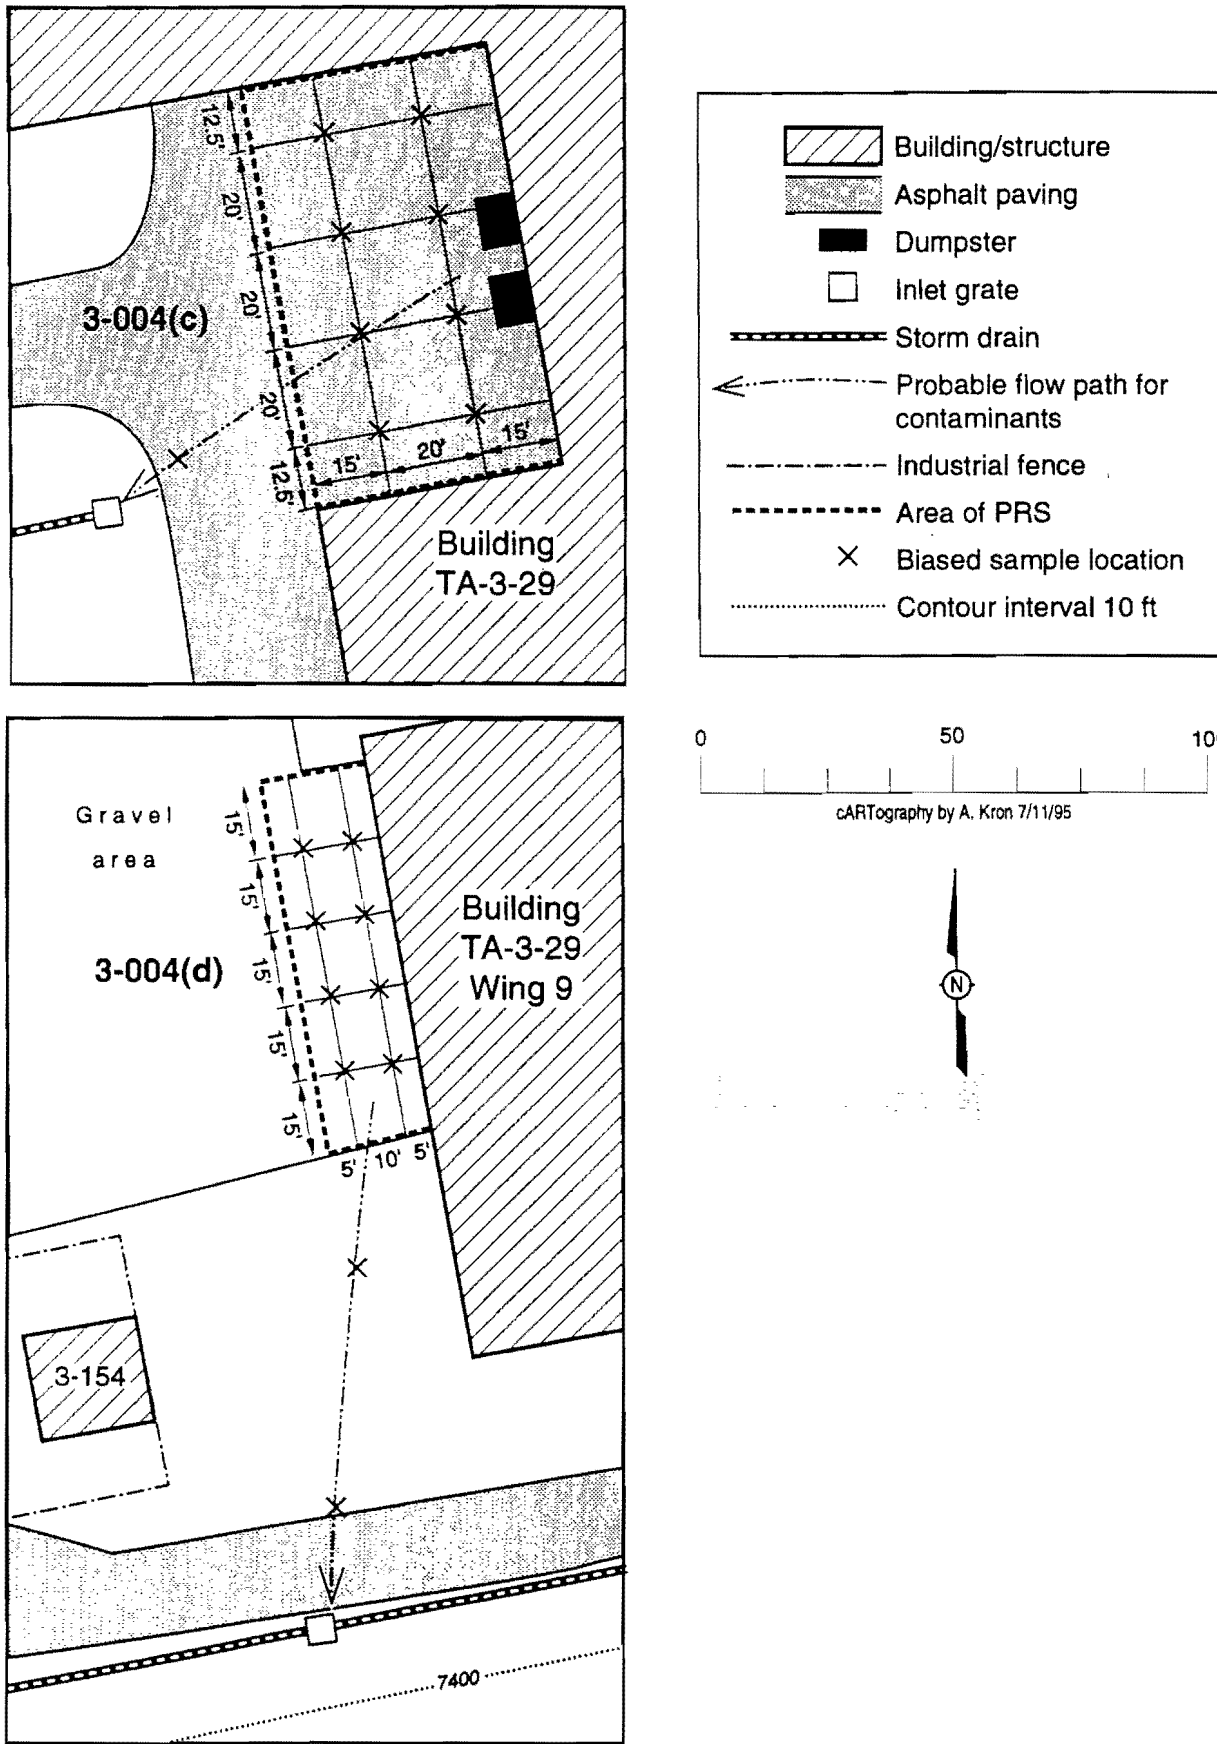 12.5'
20'
20'
20'
12.5'
15'
20'
15'
3-004(c)
Building
TA-3-29
Building/structure
Asphalt paving
Dumpster
Inlet grate
Storm drain
Probable flow path for
contaminants
Industrial fence
Area of PRS
Biased sample location
Contour interval 10 ft
0 50
cARTography by A. Kron 7/11/95
N
Gravel
area
15'
15'
15'
15'
15'
3-004(d)
5' 10' 5'
Building
TA-3-29
Wing 9
3-154
7400